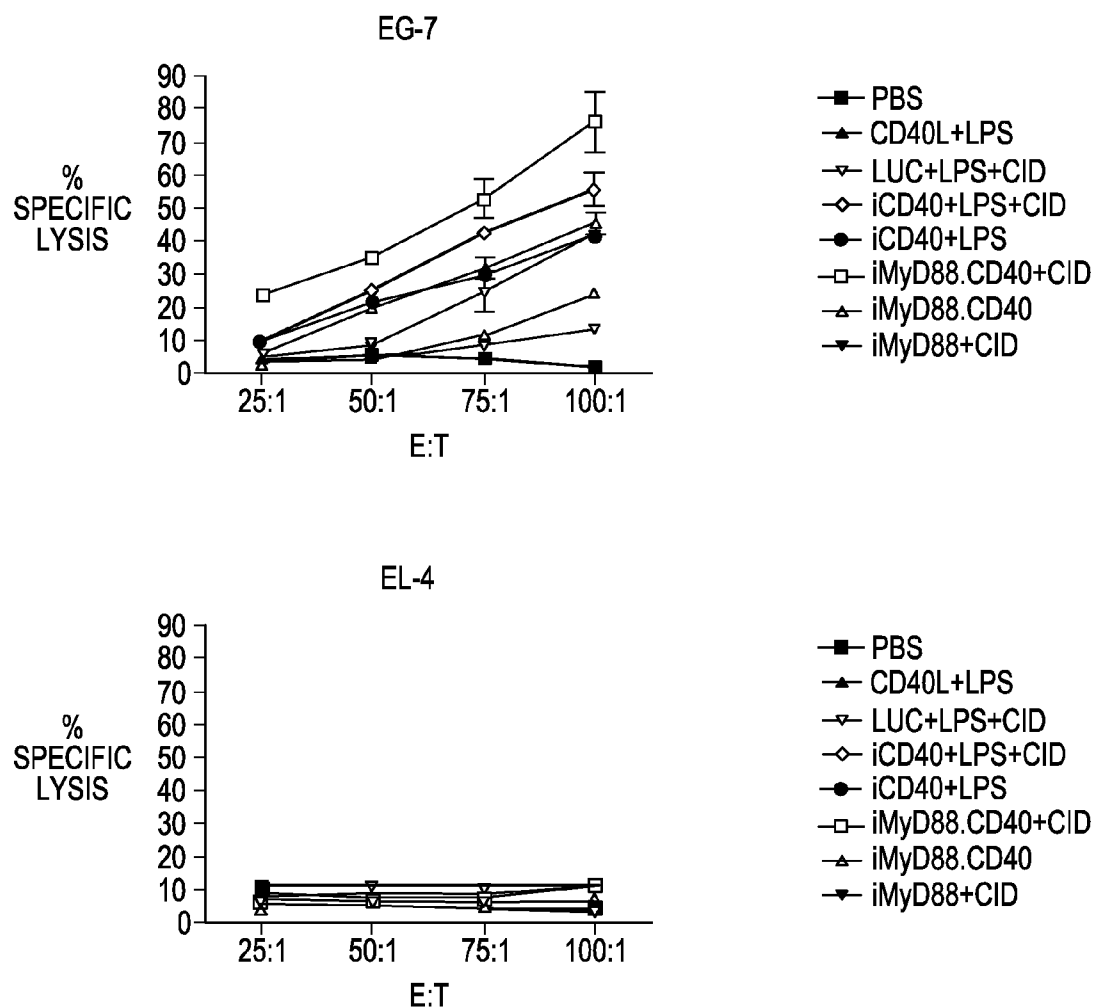 EG-7
%
SPECIFIC
LYSIS
90
80
70
60
50
40
30
20
10
0
25:1 50:1 75:1 100:1
E:T
PBS
CD40L+LPS
LUC+LPS+CID
iCD40+LPS+CID
iCD40+LPS
iMyD88.CD40+CID
iMyD88.CD40
iMyD88+CID
EL-4
%
SPECIFIC
LYSIS
90
80
70
60
50
40
30
20
10
0
25:1 50:1 75:1 100:1
E:T
PBS
CD40L+LPS
LUC+LPS+CID
iCD40+LPS+CID
iCD40+LPS
iMyD88.CD40+CID
iMyD88.CD40
iMyD88+CID